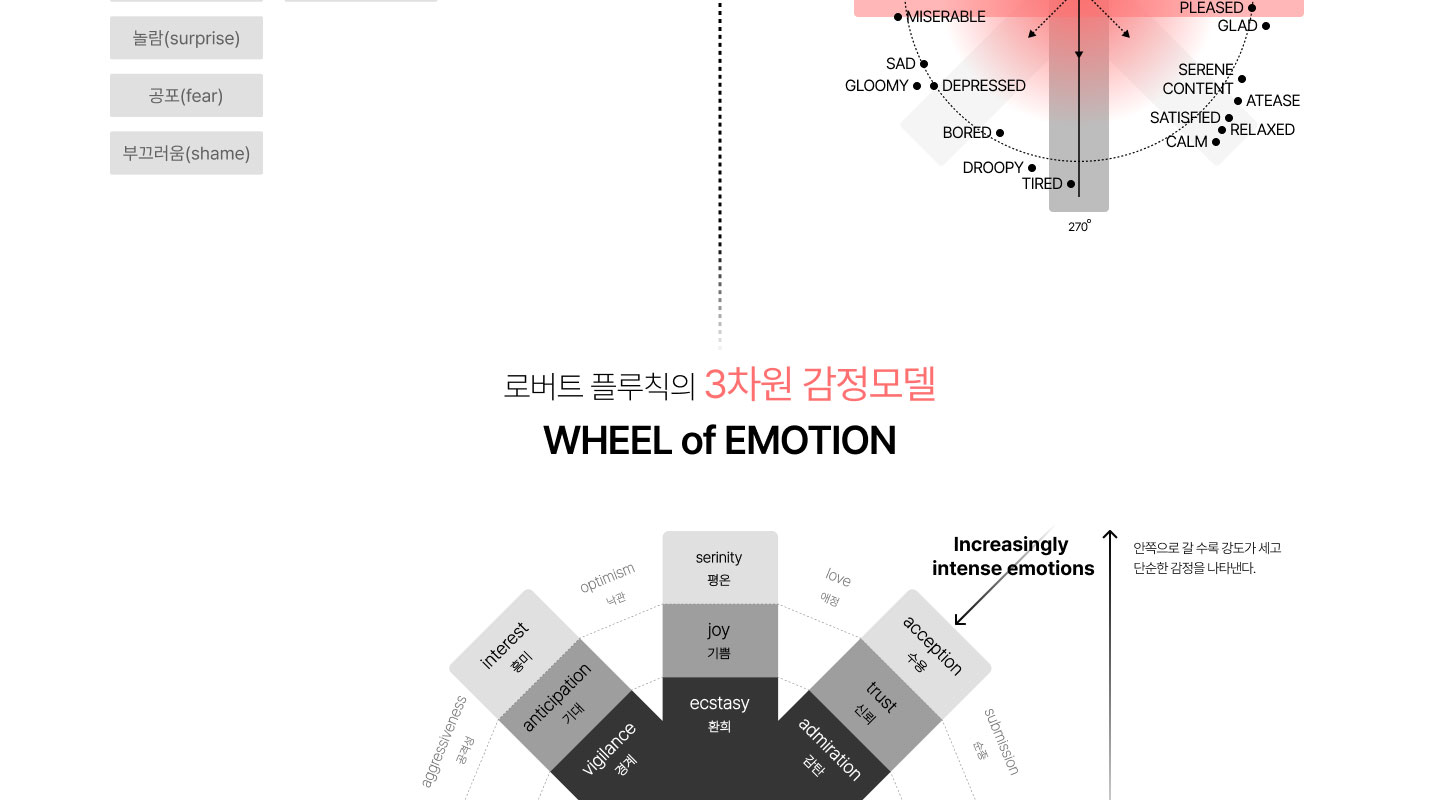 놀람(surprise)
공포(fear)
부끄러움(shame)
MISERABLE
SAD
GLOOMY
DEPRESSED
BORED
DROOPY
TIRED
PLEASED
GLAD
SERENE
CONTENT
ATEASE
SATISFIED
RELAXED
CALM
270°
로버트 플루칙의 3차원 감정모델
WHEEL of EMOTION
serinity
평온
joy
기쁨
ecstasy
환희
optimism
낙관
love
애정
interest
흥미
anticipation
기대
vigilance
경계
aggressiveness
공격성
acception
수용
trust
신뢰
admiration
감탄
submission
순종
Increasingly
intense emotions
안쪽으로 갈 수록 강도가 세고
단순한 감정을 나타낸다.